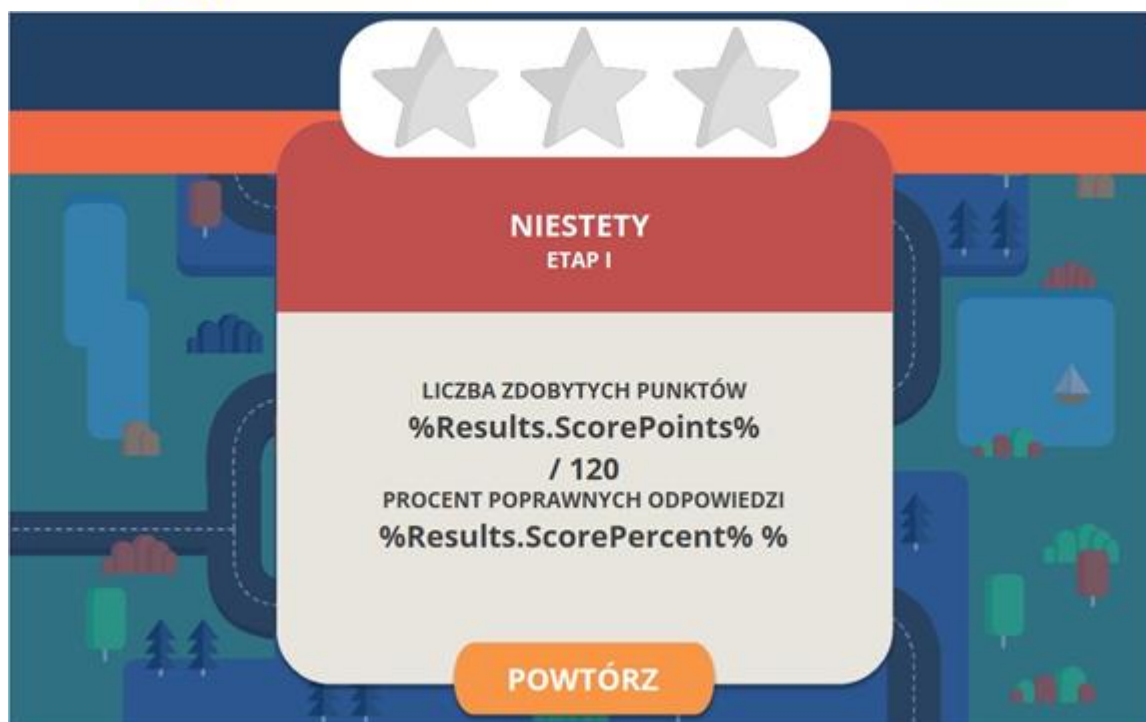 NIESTETY
ETAP I
LICZBA ZDOBYTYCH PUNKTÓW
%Results.ScorePoints%
/ 120
PROCENT POPRAWNYCH ODPOWIEDZI
%Results.ScorePercent% %
POWTÓRZ